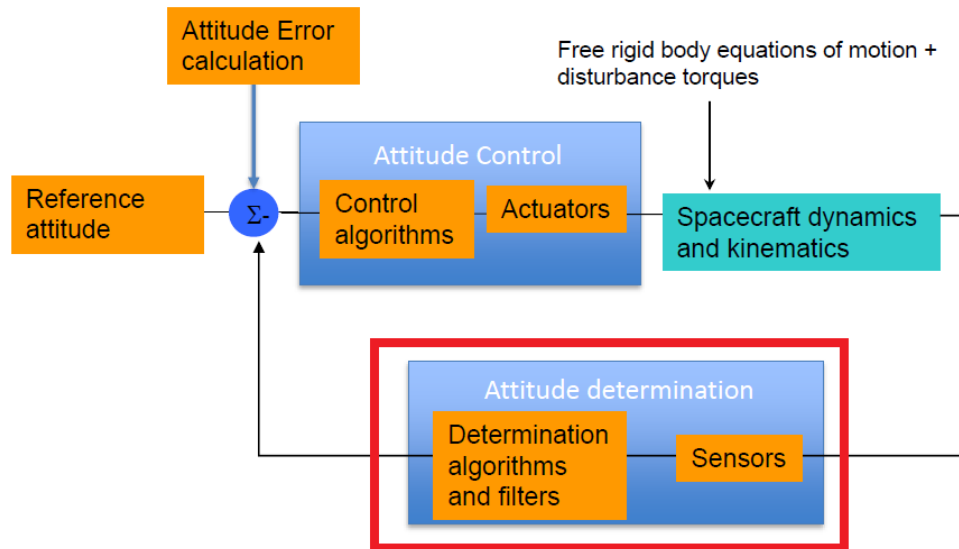 Attitude Error
calculation
Free rigid body equations of motion +
disturbance torques
Attitude Control
Reference
attitude
Σ-
Control
algorithms
Actuators
Spacecraft dynamics
and kinematics
Attitude determination
Determination
algorithms
and filters
Sensors